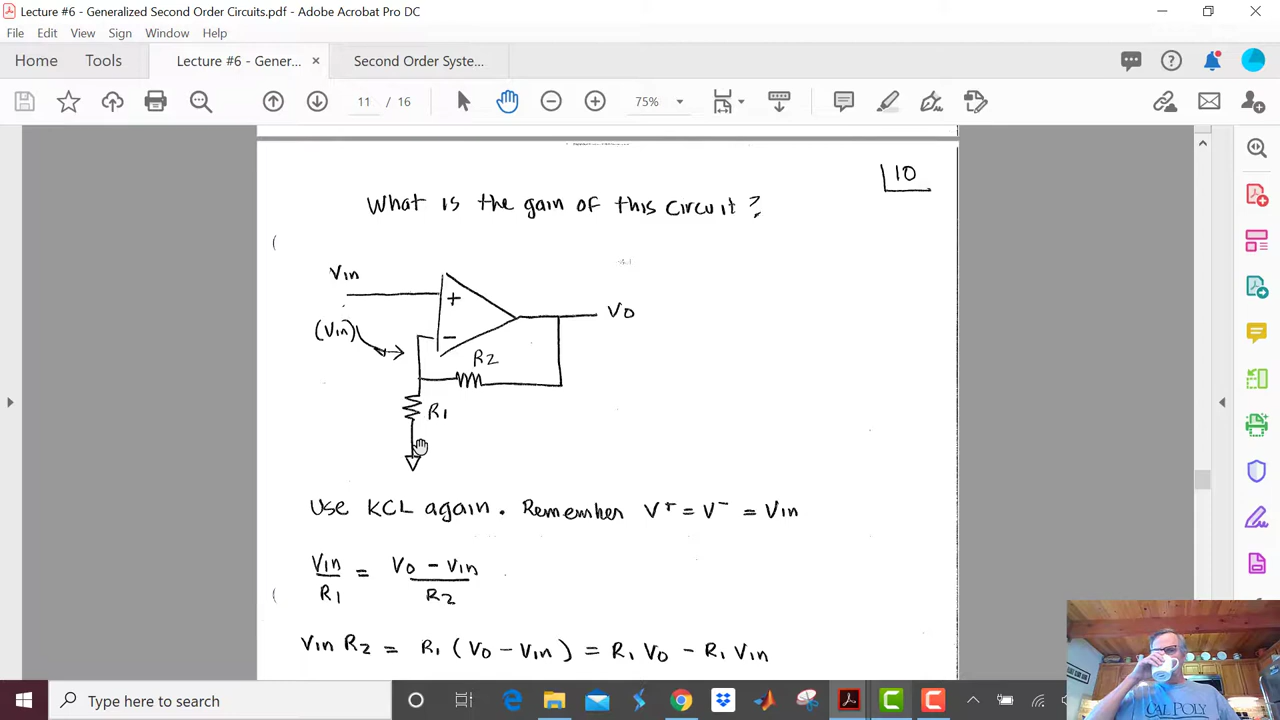 Lecture #6 - Generalized Second Order Circuits.pdf - Adobe Acrobat Pro DC
File Edit View Sign Window Help
Home Tools Lecture #6 - Gener... × Second Order Syste...
11 / 16 75%
10
What is the gain of this circuit?
Vin
+
Vo
(Vin)
-
R2
R1
Use KCL again. Remember V+ = V- = Vin
Vin / R1 = Vo - Vin / R2
Vin R2 = R1 (Vo - Vin) = R1 Vo - R1 Vin
Type here to search
CAL POLY